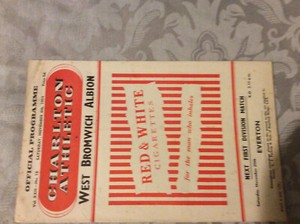 OFFICIAL PROGRAMME
CHARLTON
ATHLETIC
WEST BROMWICH ALBION
RED & WHITE
CIGARETTES
for the man who inhales
NEXT FIRST DIVISION MATCH
EVERTON